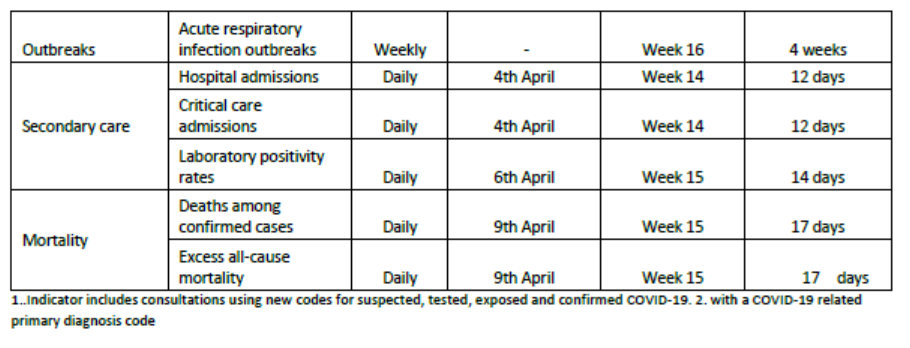 Outbreaks Acute respiratory infection outbreaks Weekly - Week 16 4 weeks
Secondary care Hospital admissions Daily 4th April Week 14 12 days
Critical care admissions Daily 4th April Week 14 12 days
Laboratory positivity rates Daily 6th April Week 15 14 days
Mortality Deaths among confirmed cases Daily 9th April Week 15 17 days
Excess all-cause mortality Daily 9th April Week 15 17 days
1..Indicator includes consultations using new codes for suspected, tested, exposed and confirmed COVID-19. 2. with a COVID-19 related
primary diagnosis code